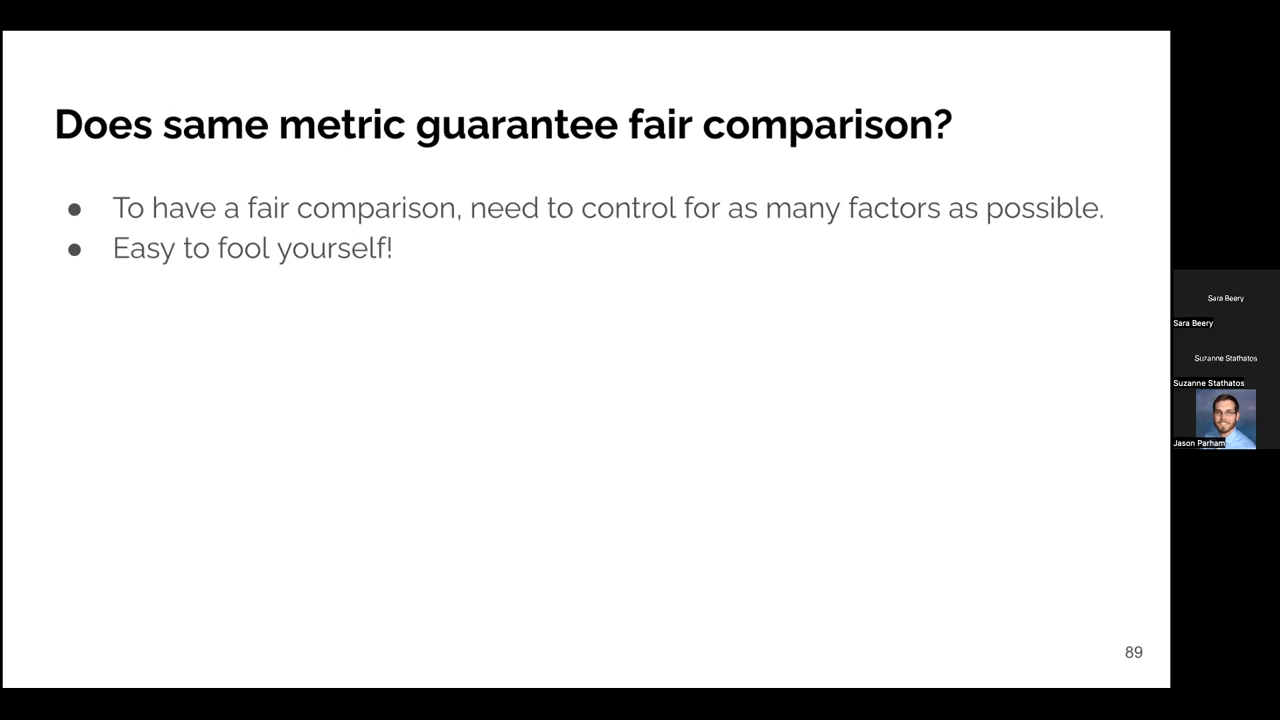 Does same metric guarantee fair comparison?
● To have a fair comparison, need to control for as many factors as possible.
● Easy to fool yourself!
89
Sara Beery
Sara Beery
Suzanne Stathatos
Suzanne Stathatos
Jason Parham